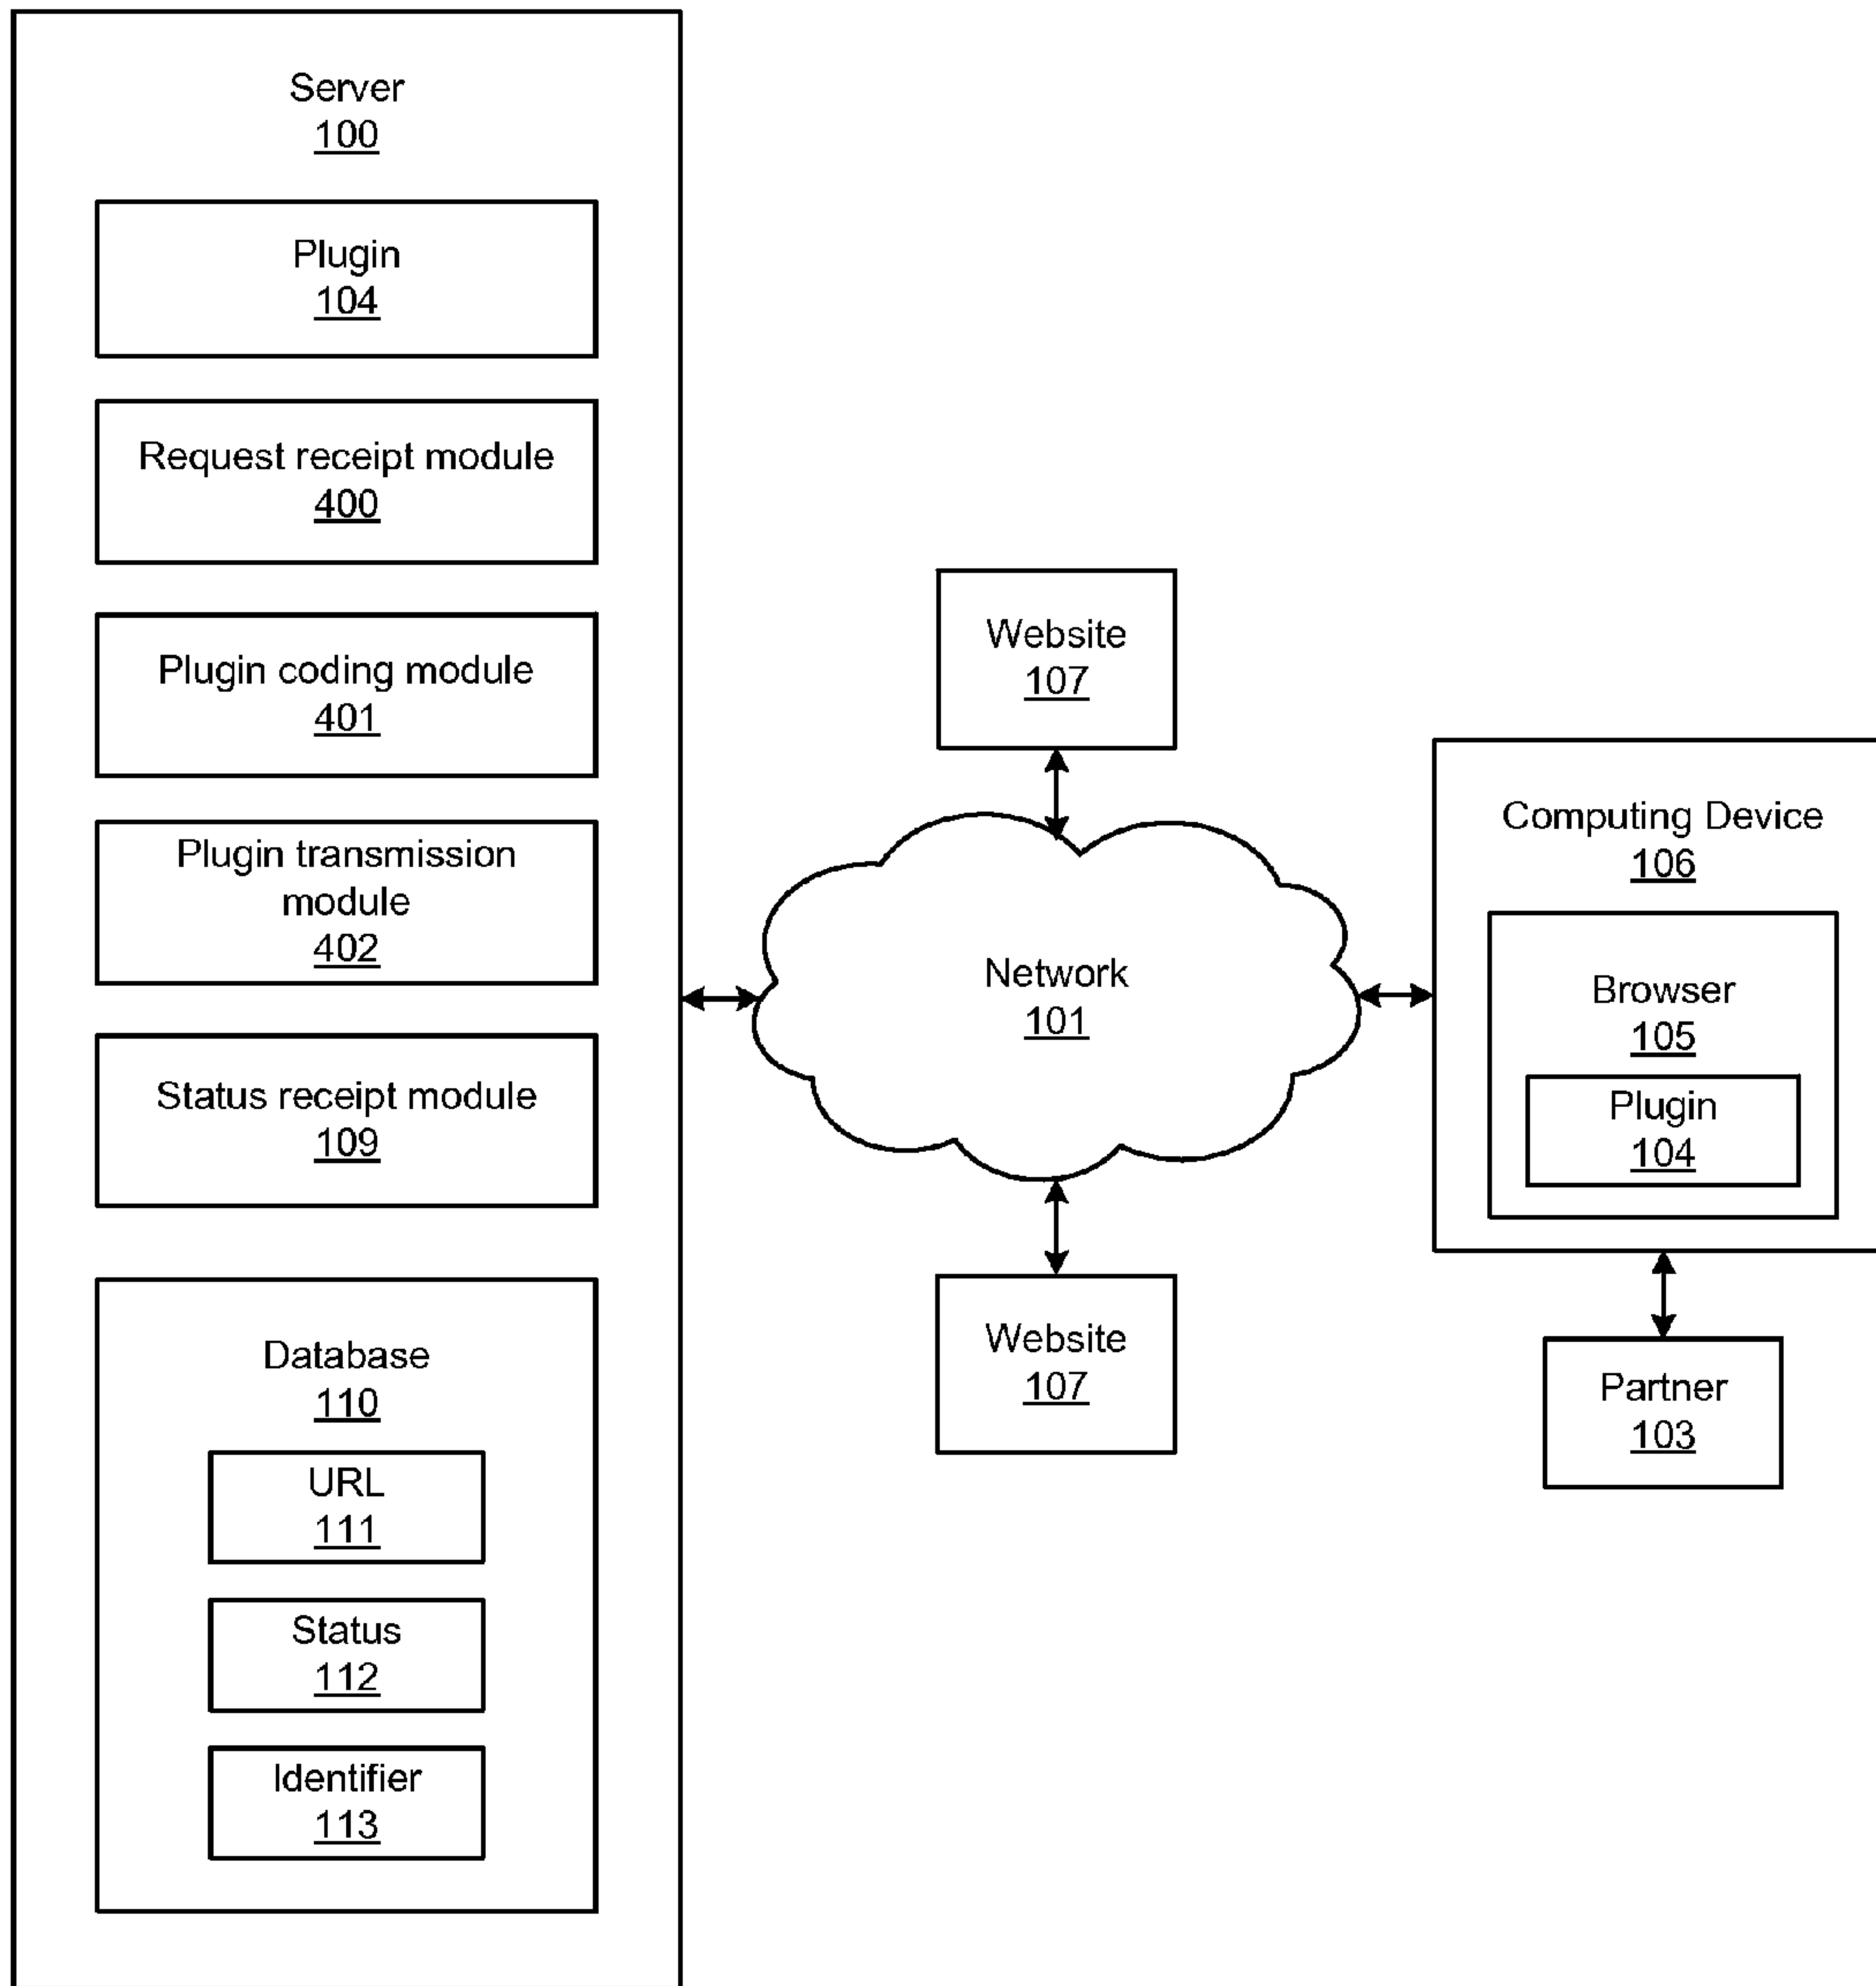 Server
100
Plugin
104
Request receipt module
400
Plugin coding module
401
Plugin transmission
module
402
Status receipt module
109
Database
110
URL
111
Status
112
Identifier
113
Website
107
Network
101
Website
107
Computing Device
106
Browser
105
Plugin
104
Partner
103